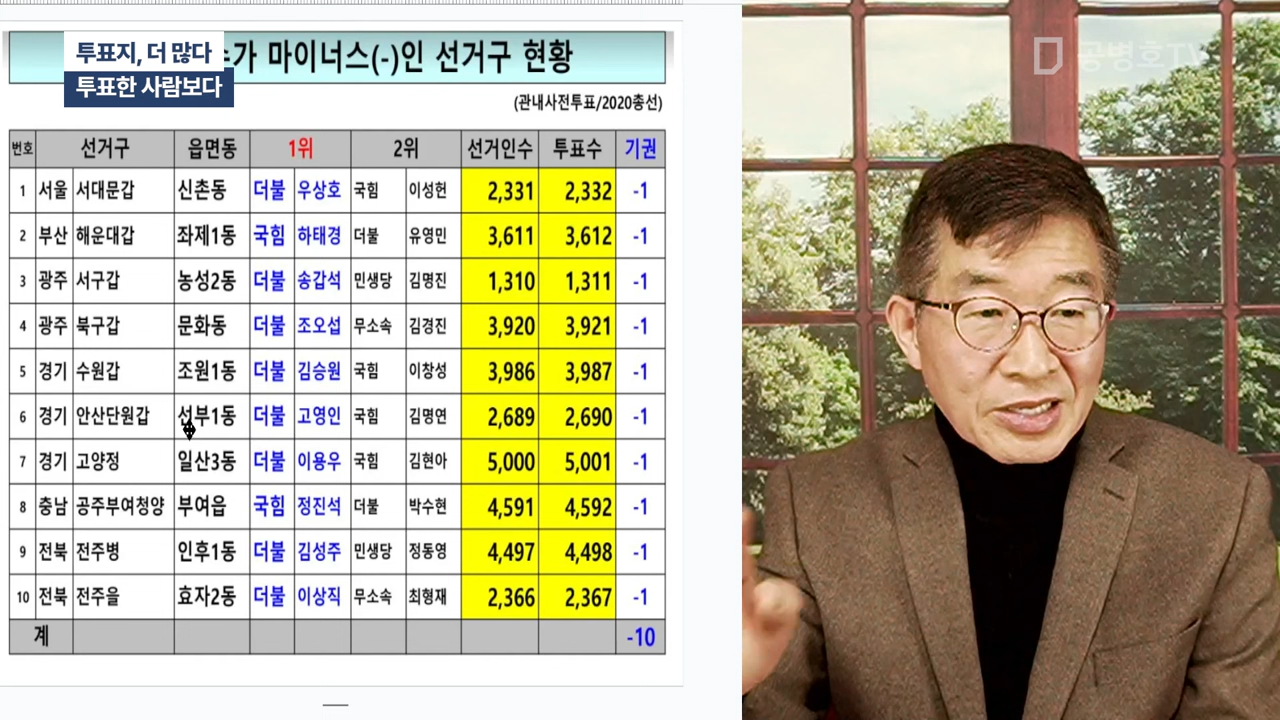 투표지, 더 많다
투표한 사람보다
수가 마이너스(-)인 선거구 현황
(관내사전투표/2020총선)
번호 선거구 읍면동 1위 2위 선거인수 투표수 기권
1 서울 서대문갑 신촌동 더불 우상호 국힘 이성헌 2,331 2,332 -1
2 부산 해운대갑 좌제1동 국힘 하태경 더불 유영민 3,611 3,612 -1
3 광주 서구갑 농성2동 더불 송갑석 민생당 김명진 1,310 1,311 -1
4 광주 북구갑 문화동 더불 조오섭 무소속 김경진 3,920 3,921 -1
5 경기 수원갑 조원1동 더불 김승원 국힘 이창성 3,986 3,987 -1
6 경기 안산단원갑 선부1동 더불 고영인 국힘 김명연 2,689 2,690 -1
7 경기 고양정 일산3동 더불 이용우 국힘 김현아 5,000 5,001 -1
8 충남 공주부여청양 부여읍 국힘 정진석 더불 박수현 4,591 4,592 -1
9 전북 전주병 인후1동 더불 김성주 민생당 정동영 4,497 4,498 -1
10 전북 전주을 효자2동 더불 이상직 무소속 최형재 2,366 2,367 -1
계 -10
공병호TV